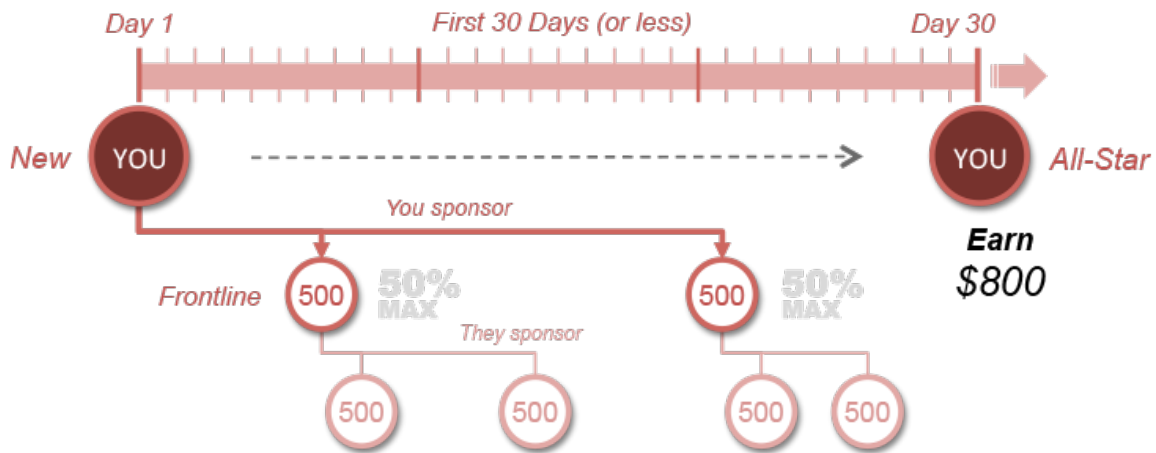 Day 1
First 30 Days (or less)
Day 30
New
YOU
YOU
All-Star
You sponsor
Earn
$800
Frontline
500
50%
MAX
500
50%
MAX
They sponsor
500
500
500
500